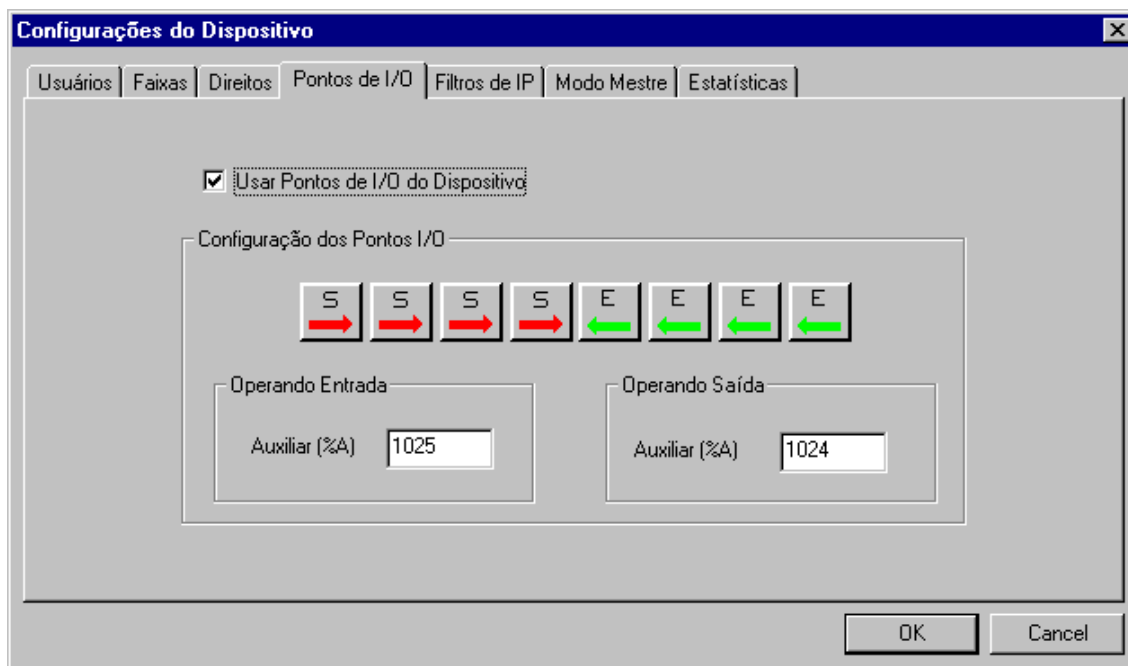 Configurações do Dispositivo
Usuários Faixas Direitos Pontos de I/O Filtros de IP Modo Mestre Estatísticas
Usar Pontos de I/O do Dispositivo
Configuração dos Pontos I/O
S S S S E E E E
Operando Entrada Operando Saída
Auxiliar (%A) 1025 Auxiliar (%A) 1024
OK Cancel